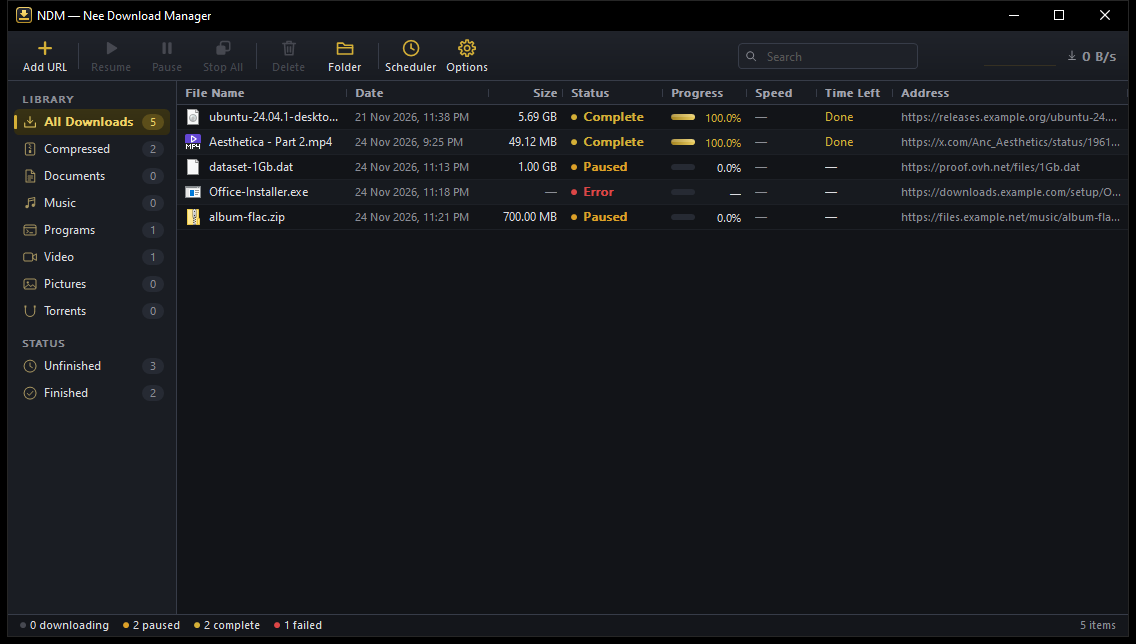 NDM — Nee Download Manager
Add URL Resume Pause Stop All Delete Folder Scheduler Options Search 0 B/s
LIBRARY
All Downloads 5
Compressed 2
Documents 0
Music 0
Programs 1
Video 1
Pictures 0
Torrents 0
STATUS
Unfinished 3
Finished 2
File Name Date Size Status Progress Speed Time Left Address
ubuntu-24.04.1-deskto... 21 Nov 2026, 11:38 PM 5.69 GB Complete 100.0% — Done https://releases.example.org/ubuntu-24....
MP4 Aesthetica - Part 2.mp4 24 Nov 2026, 9:25 PM 49.12 MB Complete 100.0% — Done https://x.com/Anc_Aesthetics/status/1961...
dataset-1Gb.dat 24 Nov 2026, 11:13 PM 1.00 GB Paused 0.0% — — https://proof.ovh.net/files/1Gb.dat
Office-Installer.exe 24 Nov 2026, 11:18 PM — Error — — — https://downloads.example.com/setup/O...
album-flac.zip 24 Nov 2026, 11:21 PM 700.00 MB Paused 0.0% — — https://files.example.net/music/album-fla...
0 downloading 2 paused 2 complete 1 failed 5 items